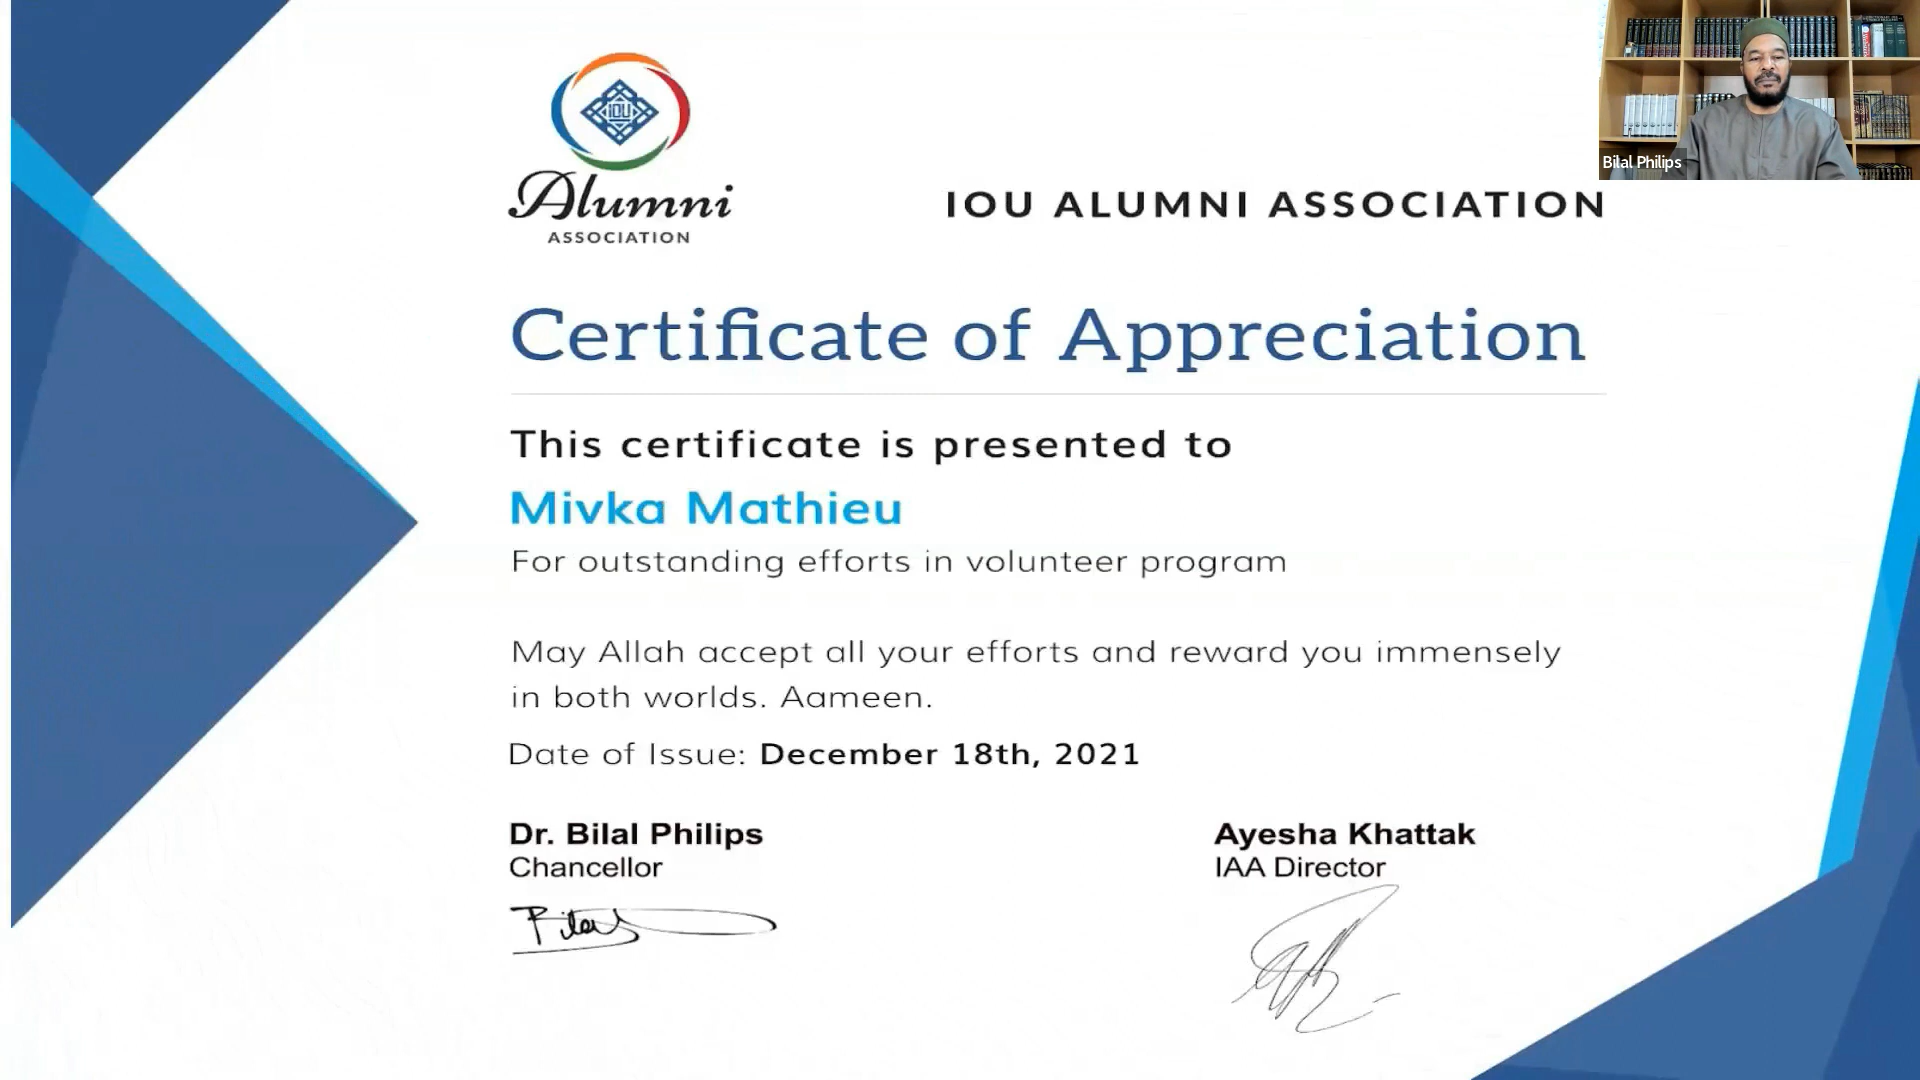 IOU
Alumni
ASSOCIATION
IOU ALUMNI ASSOCIATION
Bilal Philips
Certificate of Appreciation
This certificate is presented to
Mivka Mathieu
For outstanding efforts in volunteer program
May Allah accept all your efforts and reward you immensely
in both worlds. Aameen.
Date of Issue: December 18th, 2021
Dr. Bilal Philips
Chancellor
Bilal
Ayesha Khattak
IAA Director